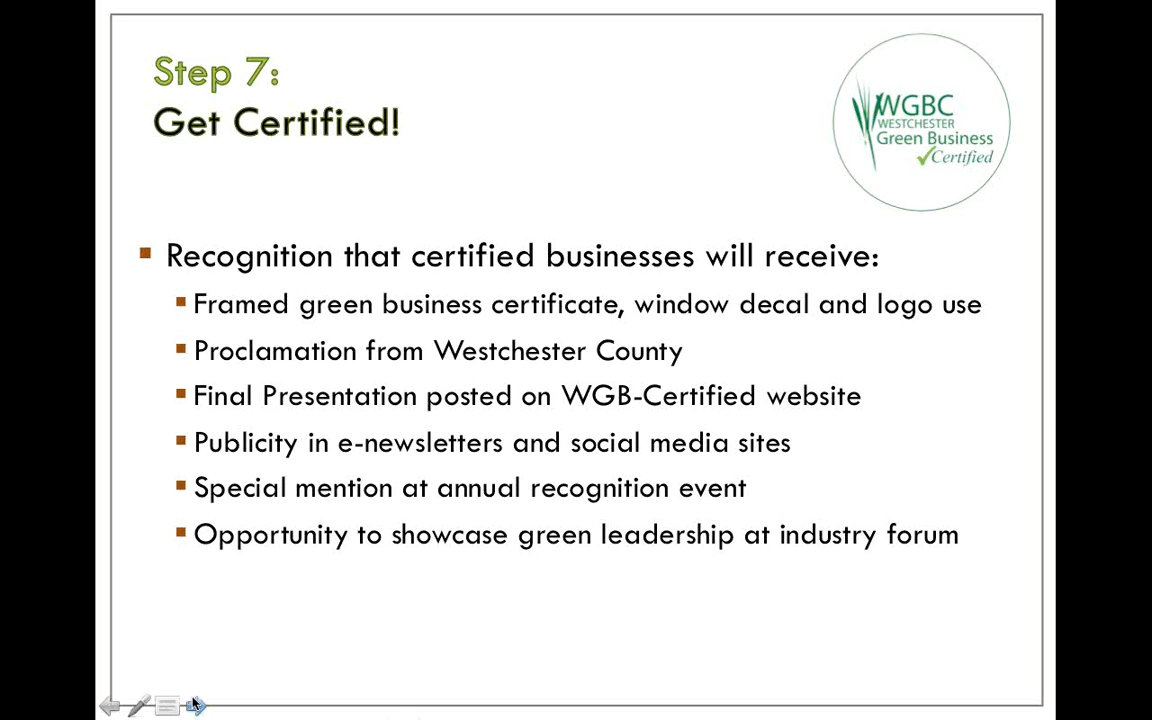 Step 7:
Get Certified!
WGBC
WESTCHESTER
Green Business
Certified
Recognition that certified businesses will receive:
Framed green business certificate, window decal and logo use
Proclamation from Westchester County
Final Presentation posted on WGB-Certified website
Publicity in e-newsletters and social media sites
Special mention at annual recognition event
Opportunity to showcase green leadership at industry forum